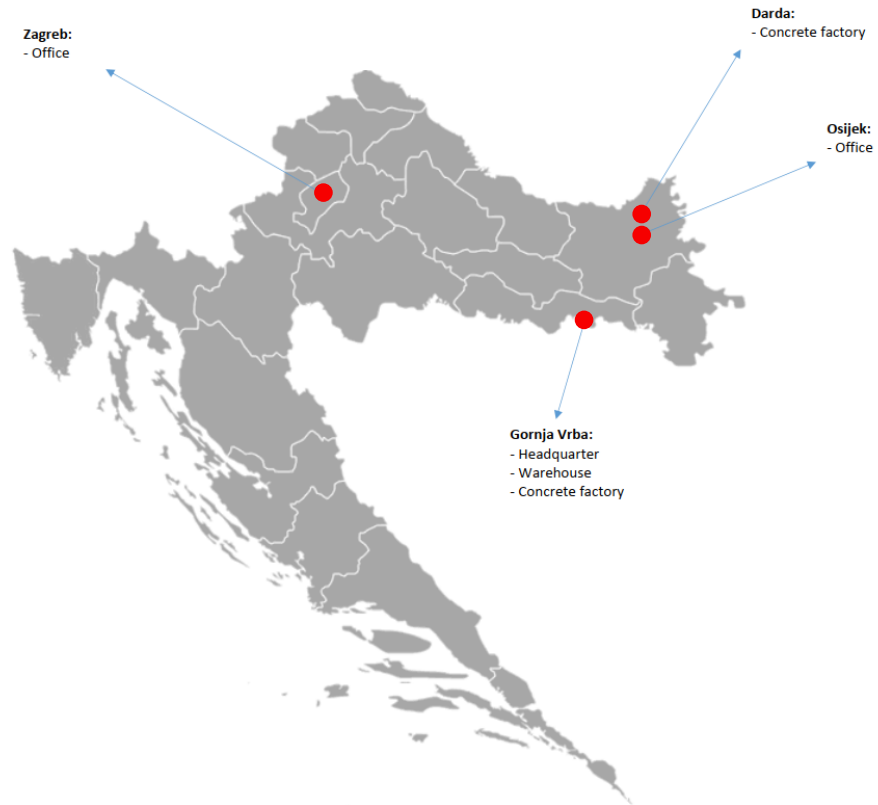 Zagreb:
- Office
Darda:
- Concrete factory
Osijek:
- Office
Gornja Vrba:
- Headquarter
- Warehouse
- Concrete factory